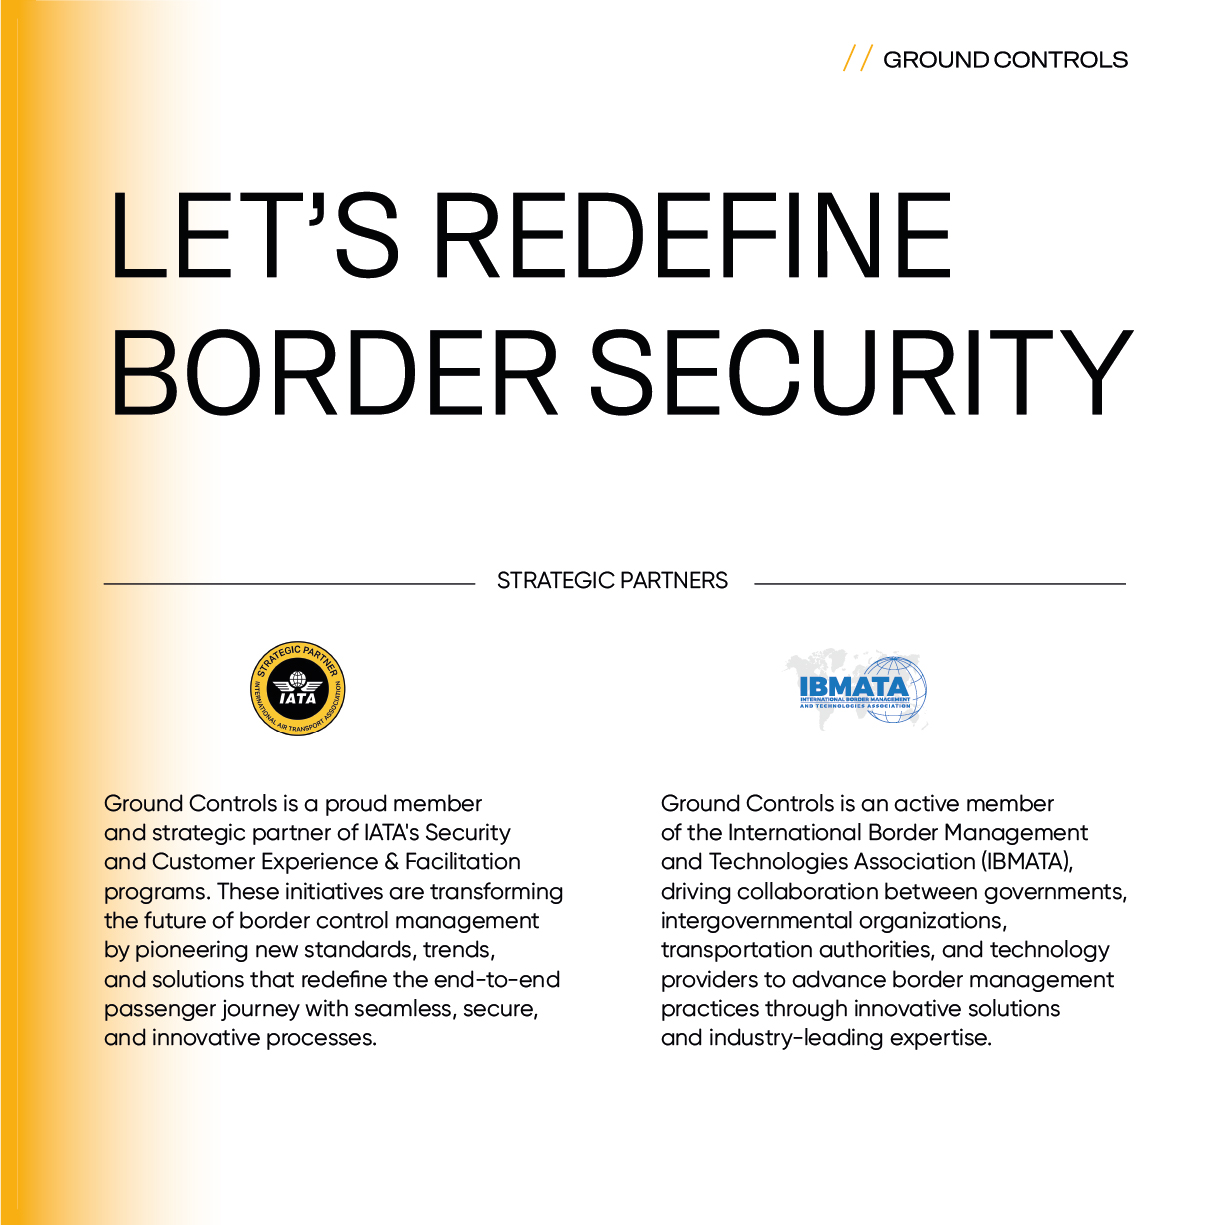 // GROUND CONTROLS
LET’S REDEFINE
BORDER SECURITY
STRATEGIC PARTNERS
STRATEGIC PARTNER
IATA
INTERNATIONAL AIR TRANSPORT ASSOCIATION
IBMATA
INTERNATIONAL BORDER MANAGEMENT
AND TECHNOLOGIES ASSOCIATION
Ground Controls is a proud member
and strategic partner of IATA's Security
and Customer Experience & Facilitation
programs. These initiatives are transforming
the future of border control management
by pioneering new standards, trends,
and solutions that redefine the end-to-end
passenger journey with seamless, secure,
and innovative processes.
Ground Controls is an active member
of the International Border Management
and Technologies Association (IBMATA),
driving collaboration between governments,
intergovernmental organizations,
transportation authorities, and technology
providers to advance border management
practices through innovative solutions
and industry-leading expertise.